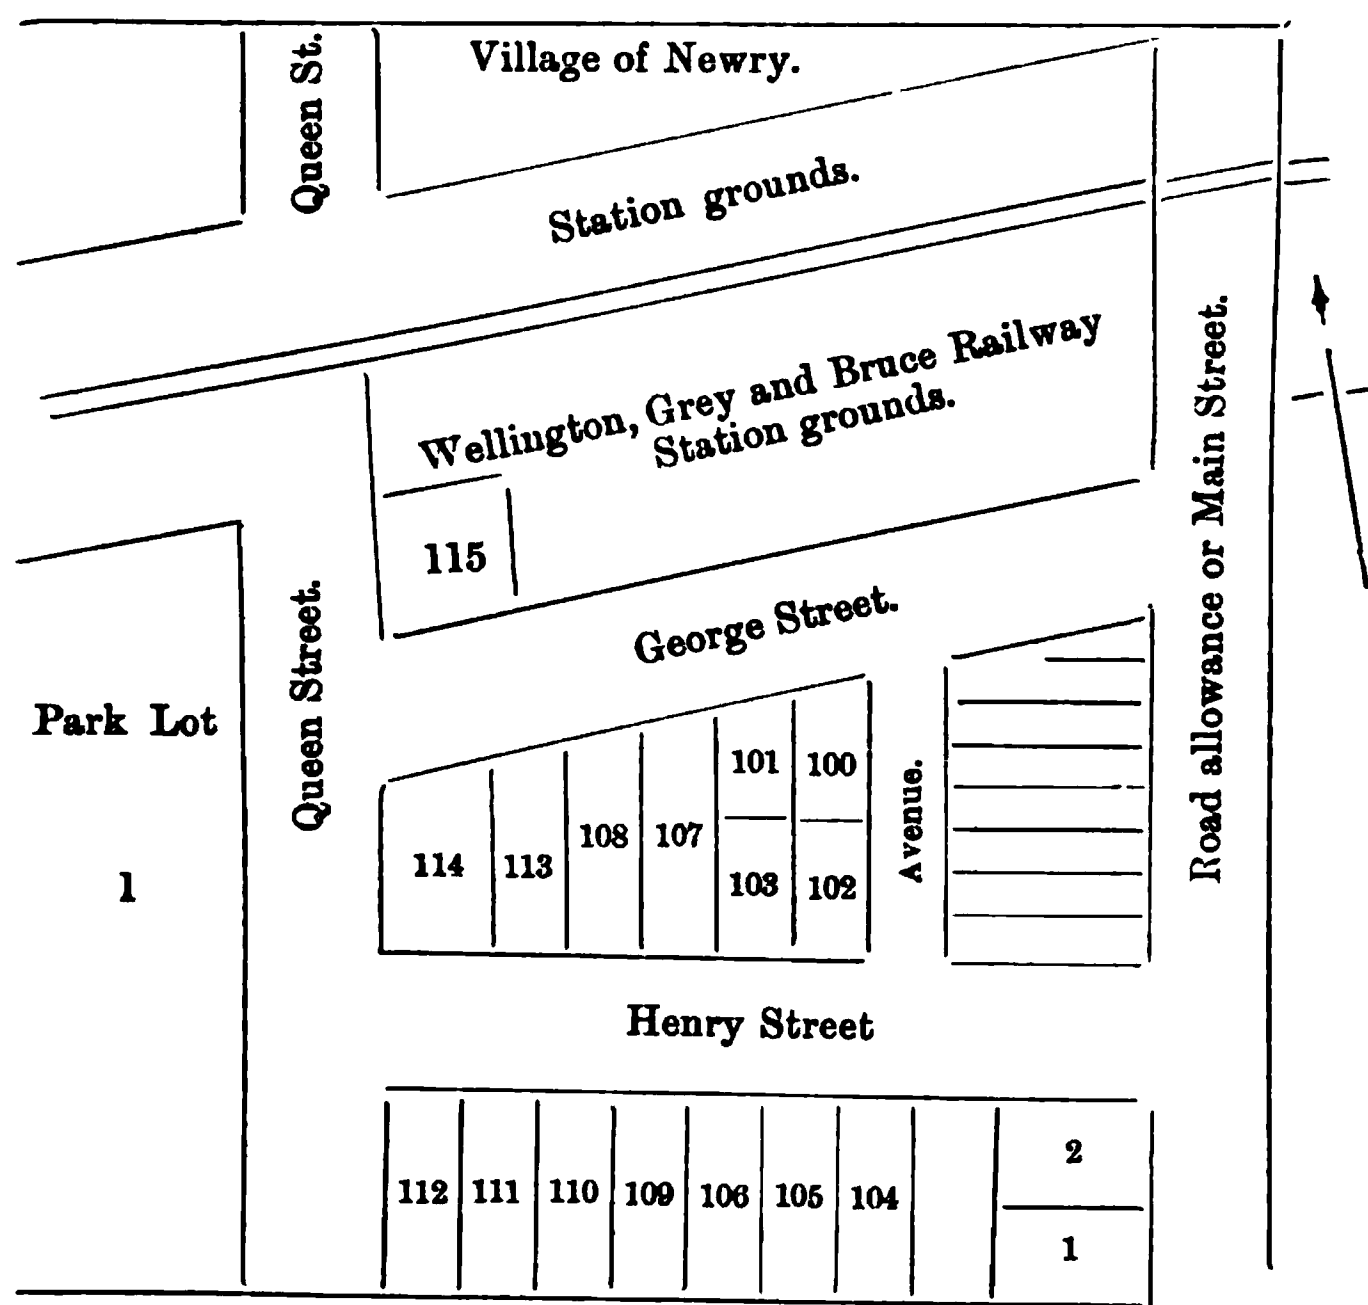 Village of Newry.
Queen St.
Station grounds.
Wellington, Grey and Bruce Railway
Station grounds.
115
George Street.
Road allowance or Main Street.
Queen Street.
Park Lot
1
101
100
108
107
114
113
103
102
Avenue.
Henry Street
2
112
111
110
109
106
105
104
1